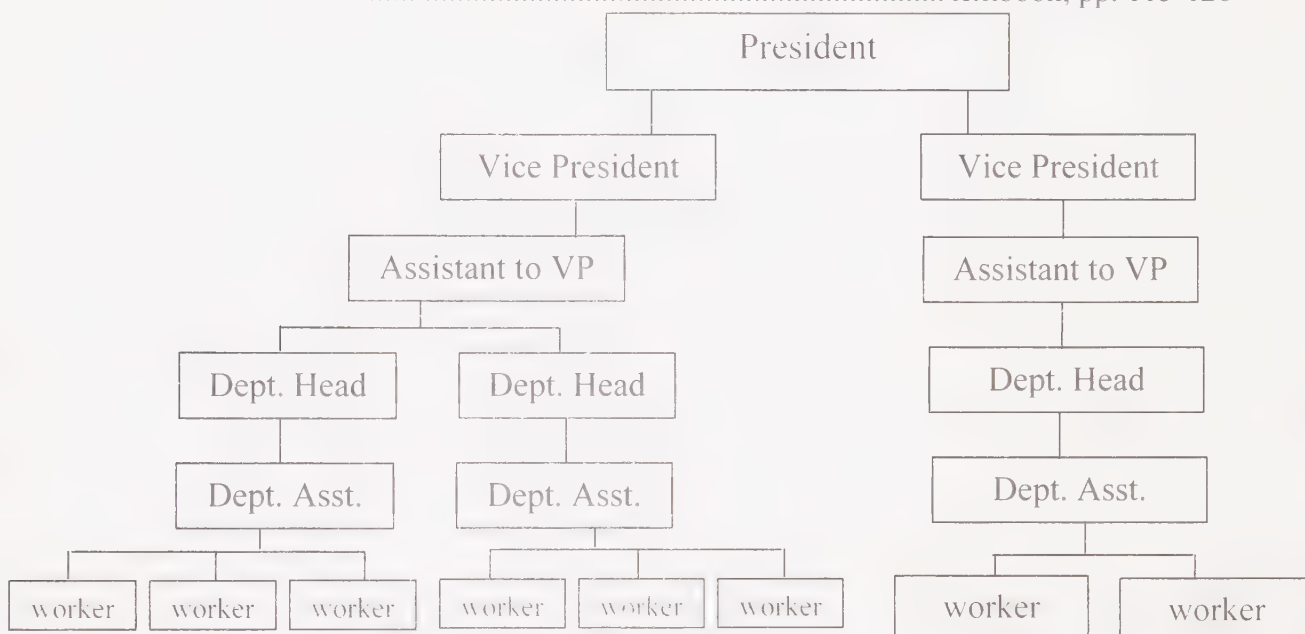 President
Vice President Vice President
Assistant to VP Assistant to VP
Dept. Head Dept. Head Dept. Head
Dept. Asst. Dept. Asst. Dept. Asst.
worker worker worker worker worker worker worker worker